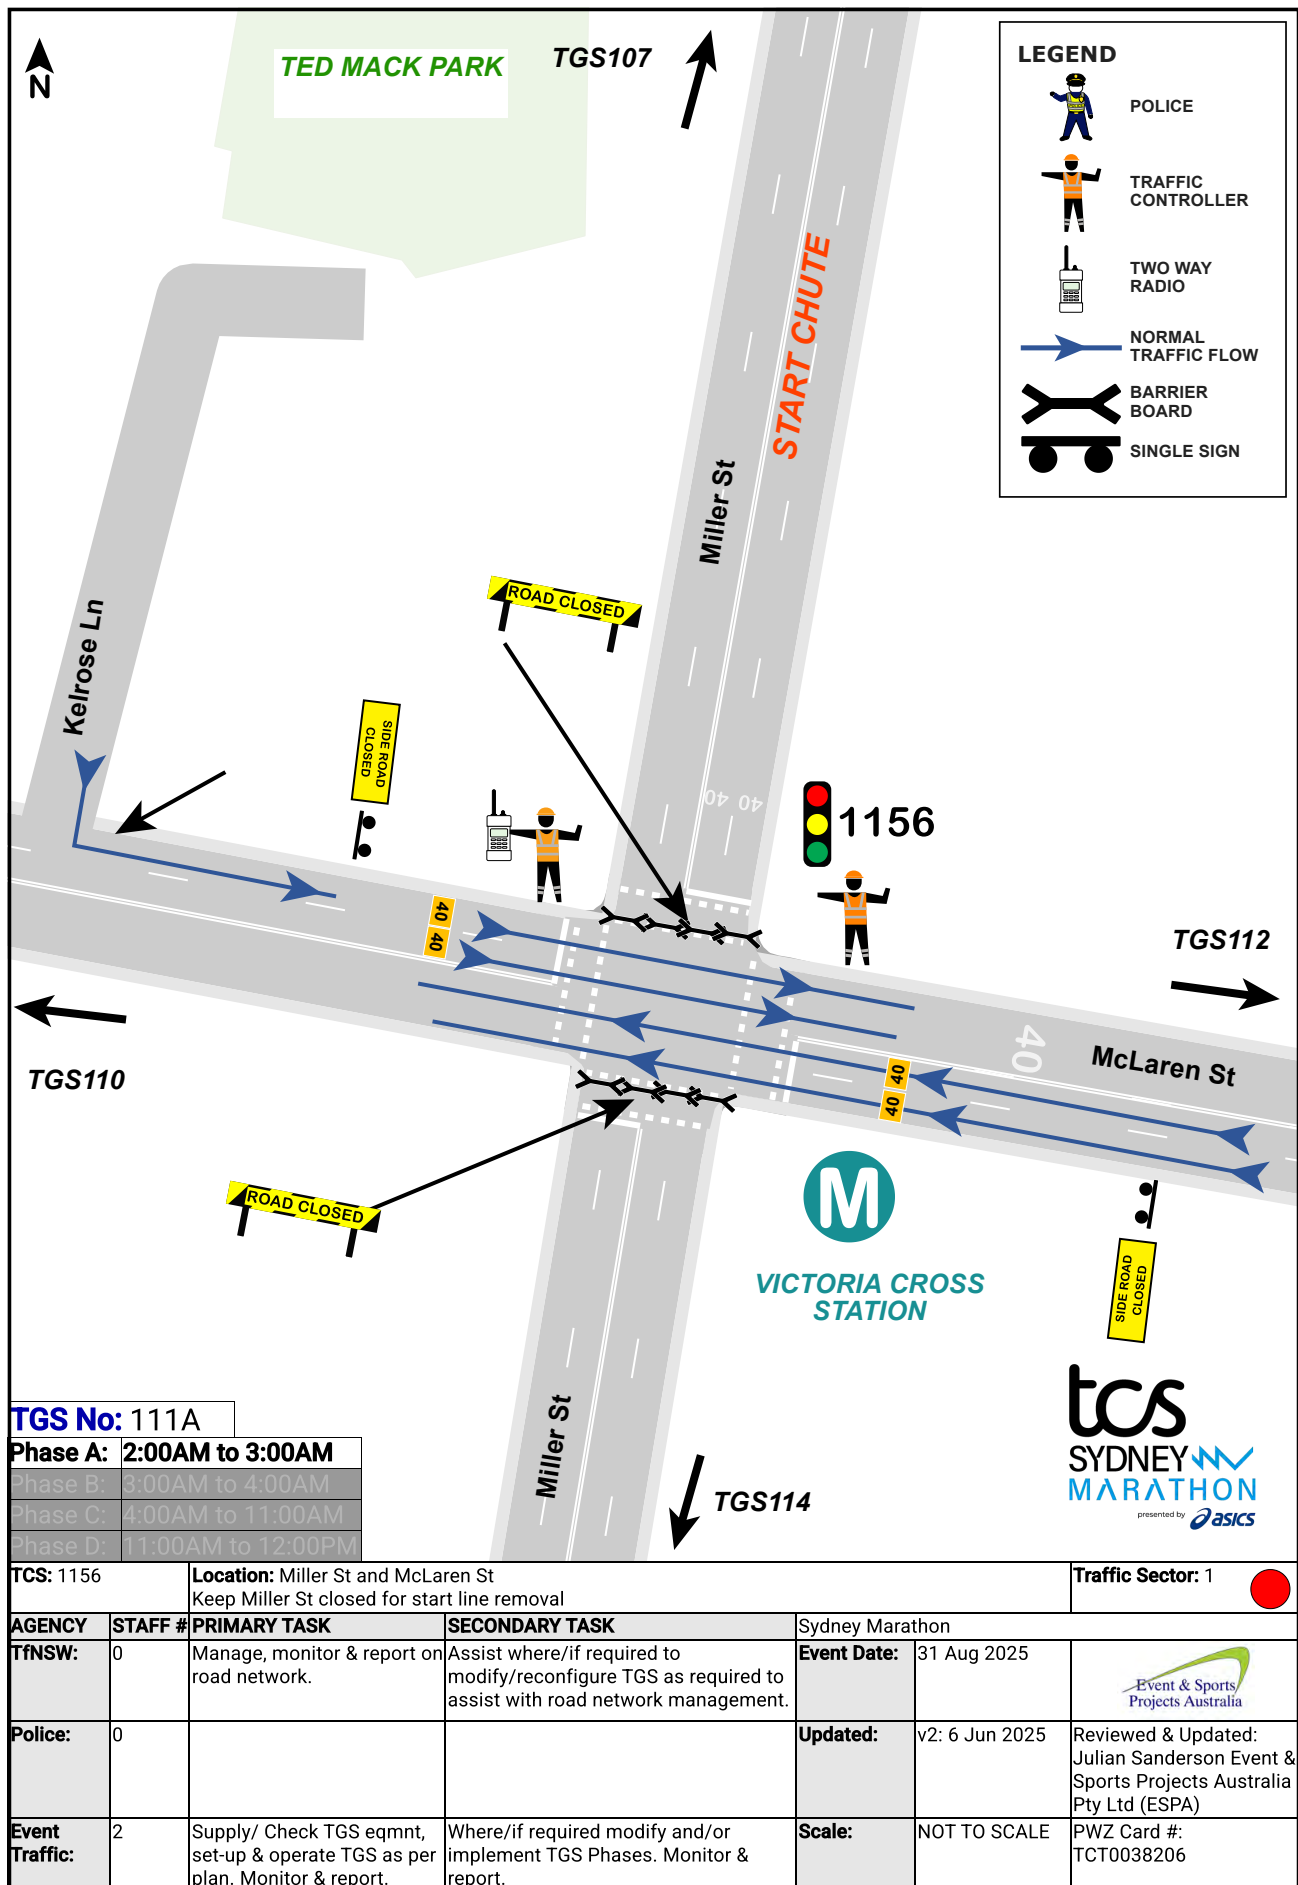 N
TED MACK PARK
TGS107
LEGEND
POLICE
TRAFFIC
CONTROLLER
TWO WAY
RADIO
NORMAL
TRAFFIC FLOW
BARRIER
BOARD
SINGLE SIGN
START CHUTE
Miller St
ROAD CLOSED
Kelrose Ln
SIDE ROAD
CLOSED
40 40
1156
40 40
TGS112
40
McLaren St
40 40
TGS110
ROAD CLOSED
M
VICTORIA CROSS
STATION
SIDE ROAD
CLOSED
Miller St
TGS114
tcs
SYDNEY
MARATHON
presented by asics
TGS No: 111A
Phase A: 2:00AM to 3:00AM
Phase B: 3:00AM to 4:00AM
Phase C: 4:00AM to 11:00AM
Phase D: 11:00AM to 12:00PM
TCS: 1156
Location: Miller St and McLaren St
Keep Miller St closed for start line removal
Traffic Sector: 1
AGENCY STAFF # PRIMARY TASK SECONDARY TASK Sydney Marathon
TfNSW: 0
Manage, monitor & report on
road network.
Assist where/if required to
modify/reconfigure TGS as required to
assist with road network management.
Event Date: 31 Aug 2025
Event & Sports
Projects Australia
Police: 0
Updated: v2: 6 Jun 2025
Reviewed & Updated:
Julian Sanderson Event &
Sports Projects Australia
Pty Ltd (ESPA)
Event
Traffic:
2
Supply/ Check TGS eqmnt,
set-up & operate TGS as per
plan. Monitor & report.
Where/if required modify and/or
implement TGS Phases. Monitor &
report.
Scale: NOT TO SCALE
PWZ Card #:
TCT0038206